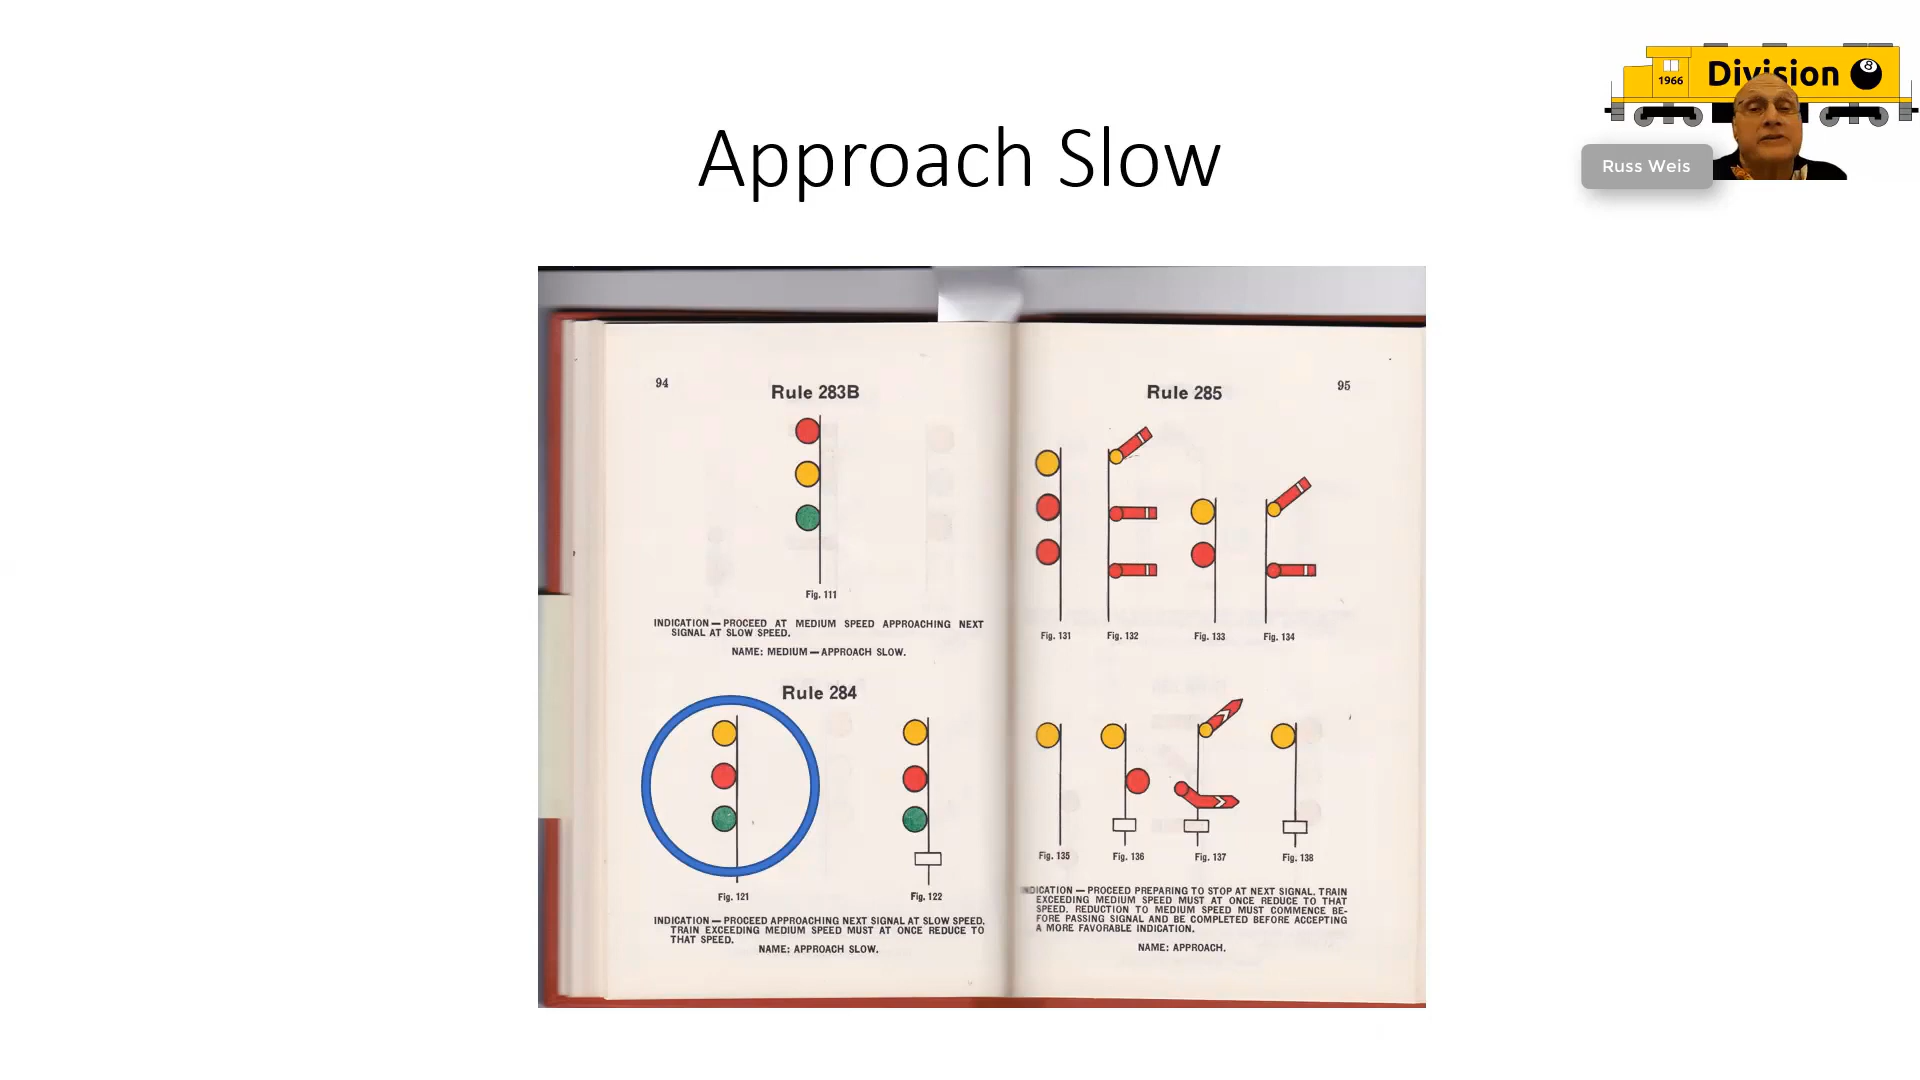 Approach Slow
1966 Division 8
Russ Weis
94
Rule 283B
Fig. 111
INDICATION — PROCEED AT MEDIUM SPEED APPROACHING NEXT
SIGNAL AT SLOW SPEED.
NAME: MEDIUM — APPROACH SLOW.
Rule 284
Fig. 121
Fig. 122
INDICATION — PROCEED APPROACHING NEXT SIGNAL AT SLOW SPEED.
TRAIN EXCEEDING MEDIUM SPEED MUST AT ONCE REDUCE TO
THAT SPEED.
NAME: APPROACH SLOW.
Rule 285
95
Fig. 131
Fig. 132
Fig. 133
Fig. 134
Fig. 135
Fig. 136
Fig. 137
Fig. 138
INDICATION — PROCEED PREPARING TO STOP AT NEXT SIGNAL. TRAIN
EXCEEDING MEDIUM SPEED MUST AT ONCE REDUCE TO THAT
SPEED. REDUCTION TO MEDIUM SPEED MUST COMMENCE BE-
FORE PASSING SIGNAL AND BE COMPLETED BEFORE ACCEPTING
A MORE FAVORABLE INDICATION.
NAME: APPROACH.